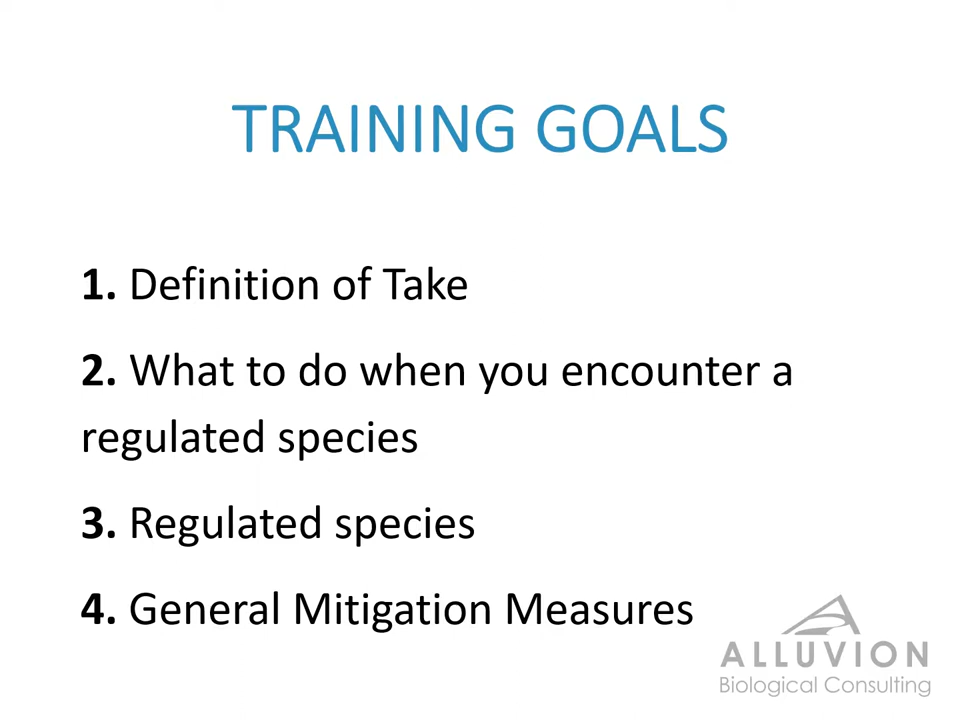 TRAINING GOALS
1. Definition of Take
2. What to do when you encounter a
regulated species
3. Regulated species
4. General Mitigation Measures
ALLUVION
Biological Consulting